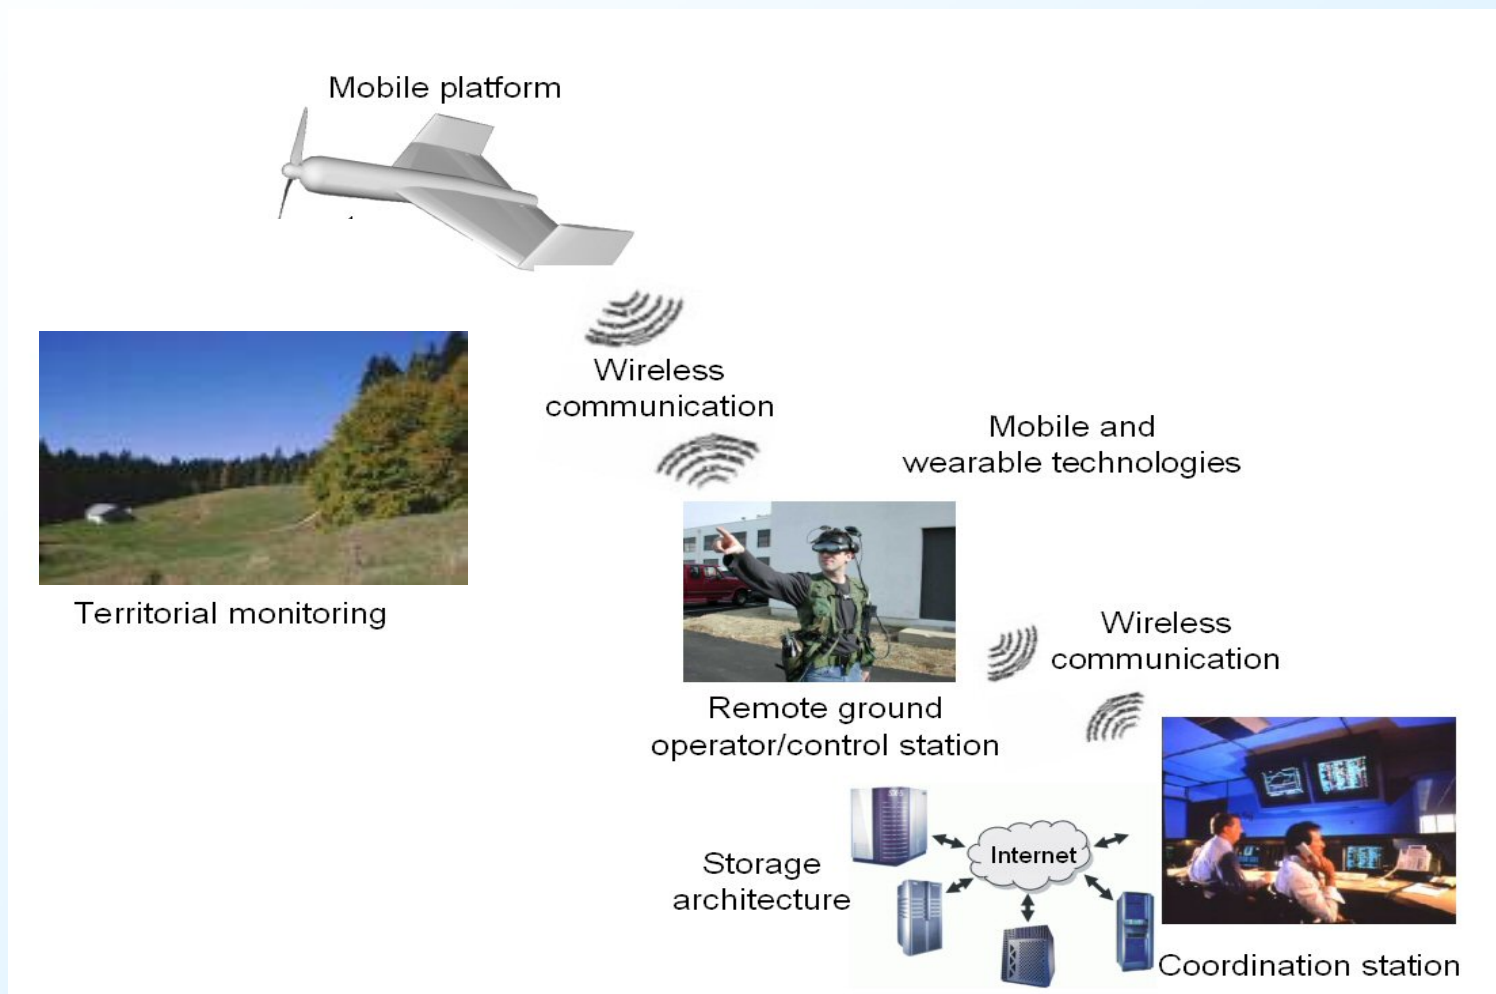 Mobile platform
Wireless
communication
Mobile and
wearable technologies
Territorial monitoring
Wireless
communication
Remote ground
operator/control station
Internet
Storage
architecture
Coordination station